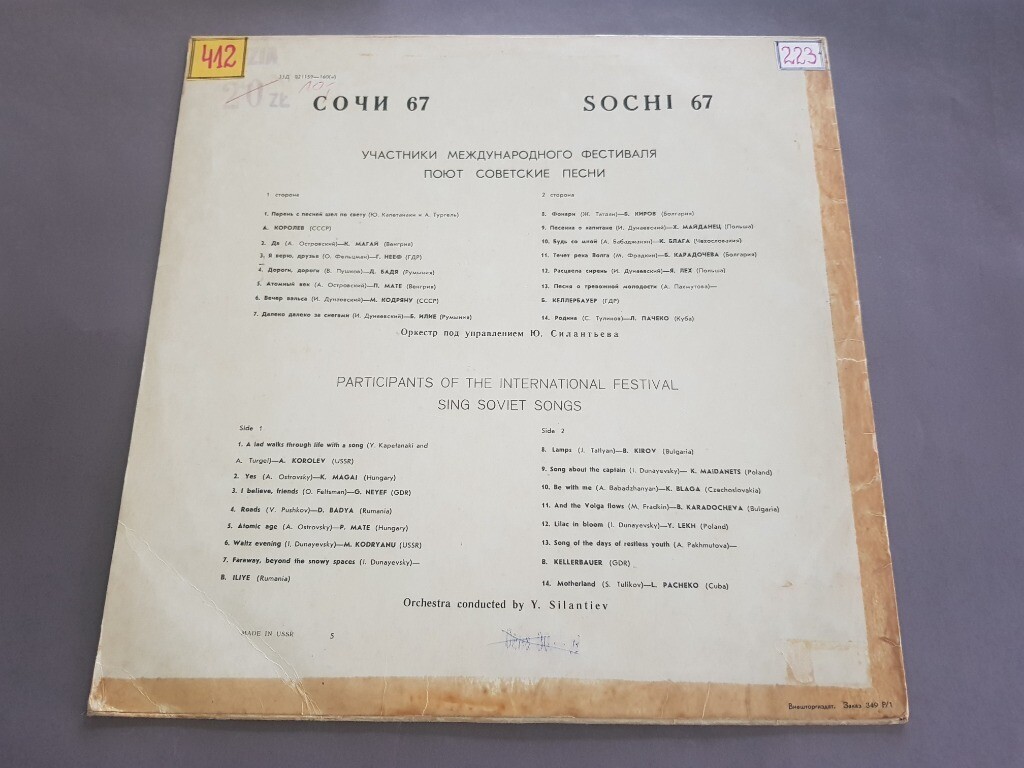 412
223
20 ZŁ
СОЧИ 67
SOCHI 67
УЧАСТНИКИ МЕЖДУНАРОДНОГО ФЕСТИВАЛЯ
ПОЮТ СОВЕТСКИЕ ПЕСНИ
1 сторона
1. Парень с песней шел по свету (Ю. Капетанаки и А. Тургель)
А. КОРОЛЕВ (СССР)
2. Да (А. Островский)—К. МАГАЙ (Венгрия)
3. Я верю, друзья (О. Фельцман)—Г. НЕЕФ (ГДР)
4. Дороги, дороги (В. Пушков)—Д. БАДЯ (Румыния)
5. Атомный век (А. Островский)—П. МАТЕ (Венгрия)
6. Вечер вальса (И. Дунаевский)—М. КОДРЯНУ (СССР)
7. Далеко далеко за снегами (И. Дунаевский)—Б. ИЛИЕ (Румыния)
2 сторона
8. Фонари (Ж. Татлян)—Б. КИРОВ (Болгария)
9. Песенка о капитане (И. Дунаевский)—Х. МАЙДАНЕЦ (Польша)
10. Будь со мной (А. Бабаджанян)—К. БЛАГА (Чехословакия)
11. Течет река Волга (М. Фрадкин)—Б. КАРАДОЧЕВА (Болгария)
12. Расцвела сирень (И. Дунаевский)—Я. ЛЕХ (Польша)
13. Песня о тревожной молодости (А. Пахмутова)—
Б. КЕЛЛЕРБАУЕР (ГДР)
14. Родина (С. Туликов)—Л. ПАЧЕКО (Куба)
Оркестр под управлением Ю. Силантьева
PARTICIPANTS OF THE INTERNATIONAL FESTIVAL
SING SOVIET SONGS
Side 1
1. A lad walks through life with a song (Y. Kapetanaki and
A. Turgel)—A. KOROLEV (USSR)
2. Yes (A. Ostrovsky)—K. MAGAI (Hungary)
3. I believe, friends (O. Feltsman)—G. NEYEF (GDR)
4. Roads (V. Pushkov)—D. BADYA (Rumania)
5. Atomic age (A. Ostrovsky)—P. MATE (Hungary)
6. Waltz evening (I. Dunayevsky)—M. KODRYANU (USSR)
7. Faraway, beyond the snowy spaces (I. Dunayevsky)—
B. ILIYE (Rumania)
Side 2
8. Lamps (J. Tatlyan)—B. KIROV (Bulgaria)
9. Song about the captain (I. Dunayevsky)— K. MAIDANETS (Poland)
10. Be with me (A. Babadzhanyan)—K. BLAGA (Czechoslovakia)
11. And the Volga flows (M. Fradkin)—B. KARADOCHEVA (Bulgaria)
12. Lilac in bloom (I. Dunayevsky)—Y. LEKH (Poland)
13. Song of the days of restless youth (A. Pakhmutova)—
B. KELLERBAUER (GDR)
14. Motherland (S. Tulikov)—L. PACHEKO (Cuba)
Orchestra conducted by Y. Silantiev
MADE IN USSR 5
Внешторгиздат. Заказ 349 Р/1